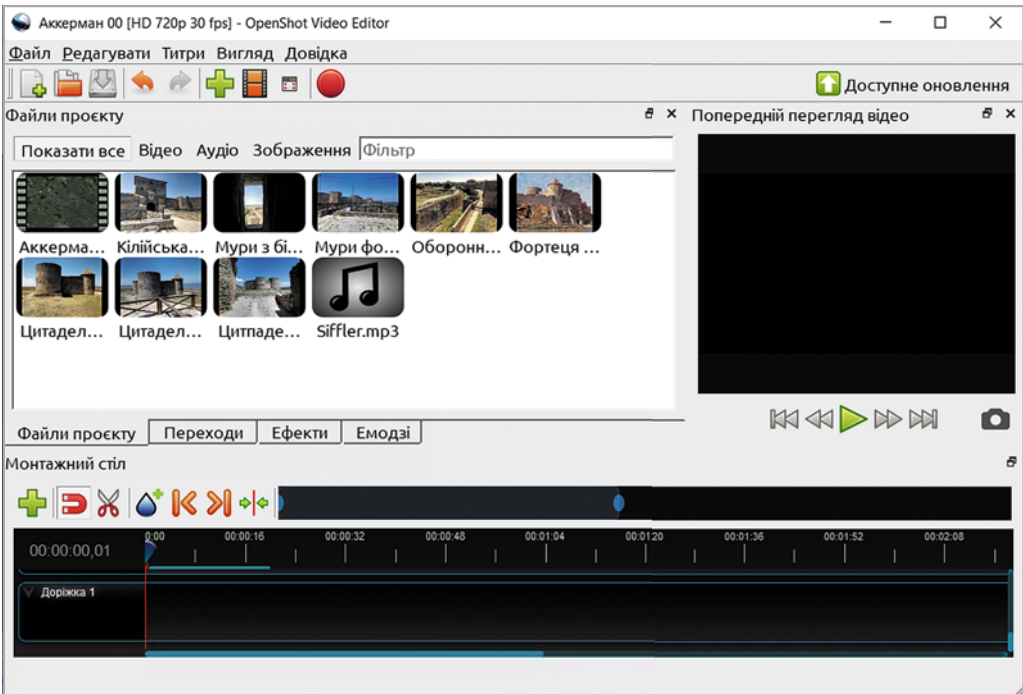 Аккерман 00 [HD 720p 30 fps] - OpenShot Video Editor
Файл Редагувати Титри Вигляд Довідка
Доступне оновлення
Файли проєкту
Попередній перегляд відео
Показати все Відео Аудіо Зображення Фільтр
Аккерма... Кілійська... Мури з бі... Мури фо... Оборонн... Фортеця ...
Цитадел... Цитадел... Цитпаде... Siffler.mp3
Файли проєкту Переходи Ефекти Емодзі
Монтажний стіл
00:00:00,01 0:00 00:00:16 00:00:32 00:00:48 00:01:04 00:01:20 00:01:36 00:01:52 00:02:08
Доріжка 1